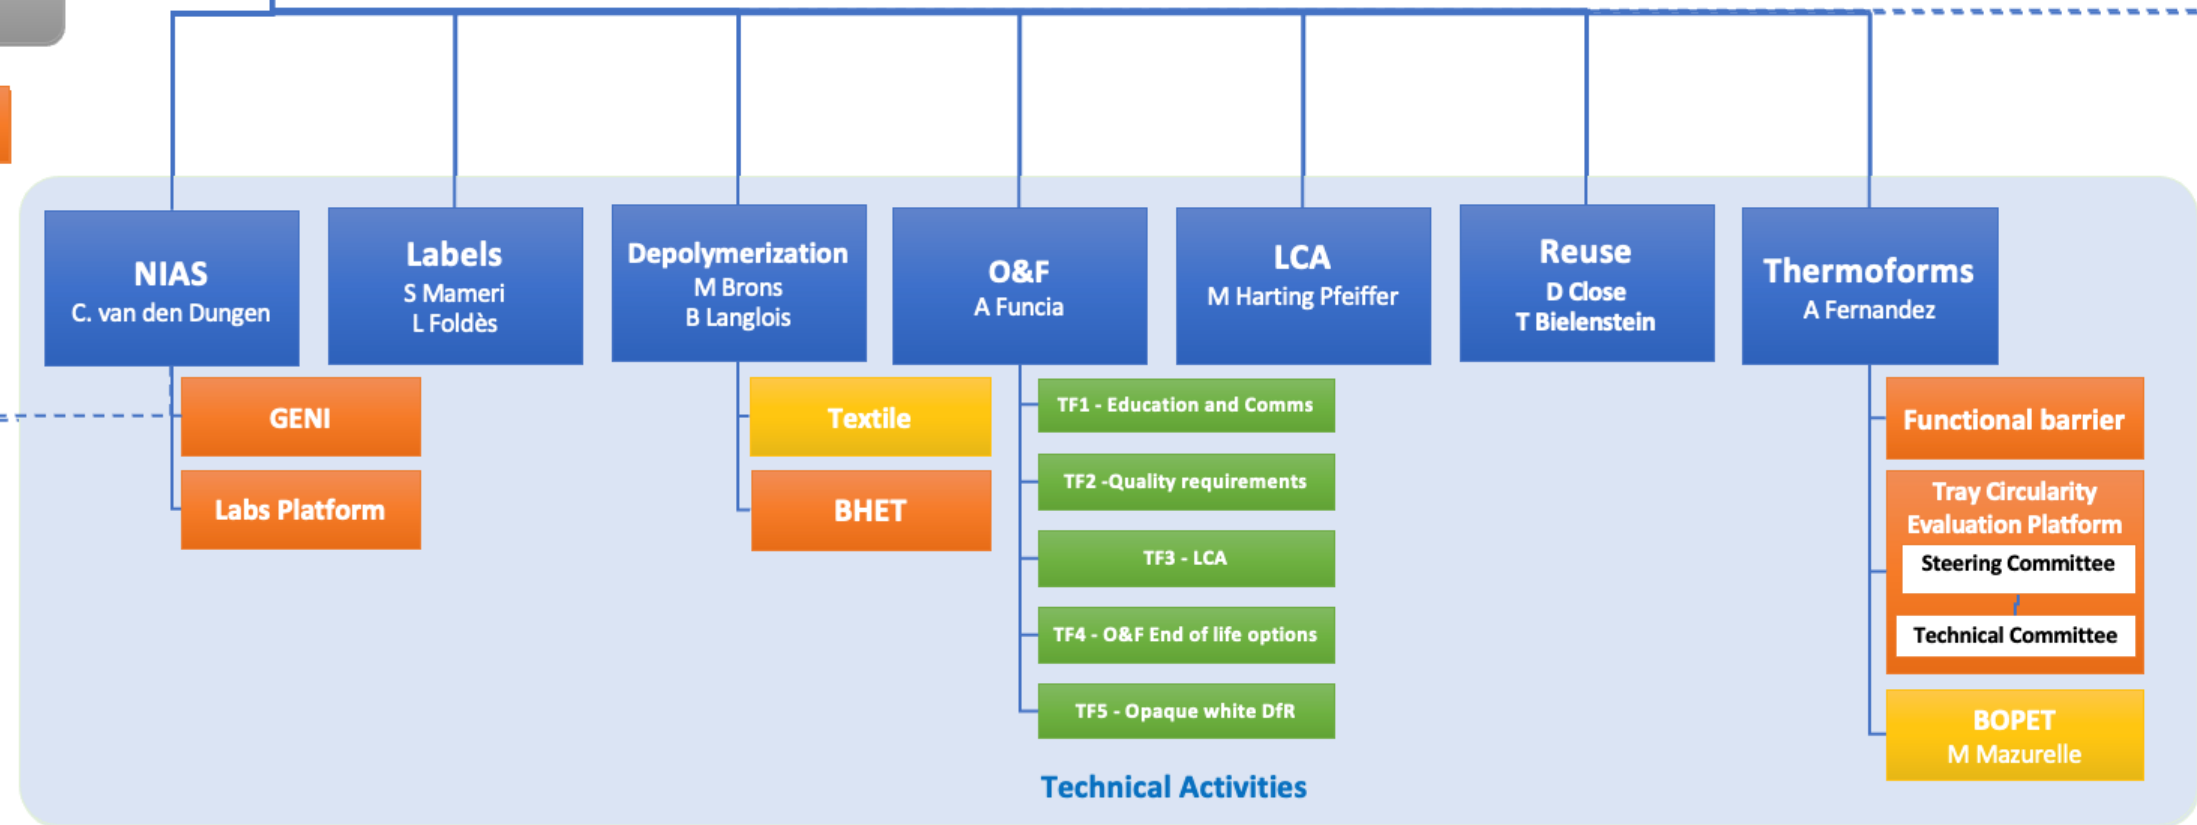 NIAS
C. van den Dungen
Labels
S Mameri
L Foldès
Depolymerization
M Brons
B Langlois
O&F
A Funcia
LCA
M Harting Pfeiffer
Reuse
D Close
T Bielenstein
Thermoforms
A Fernandez
GENI
Labs Platform
Textile
BHET
TF1 - Education and Comms
TF2 -Quality requirements
TF3 - LCA
TF4 - O&F End of life options
TF5 - Opaque white DfR
Functional barrier
Tray Circularity
Evaluation Platform
Steering Committee
Technical Committee
BOPET
M Mazurelle
Technical Activities